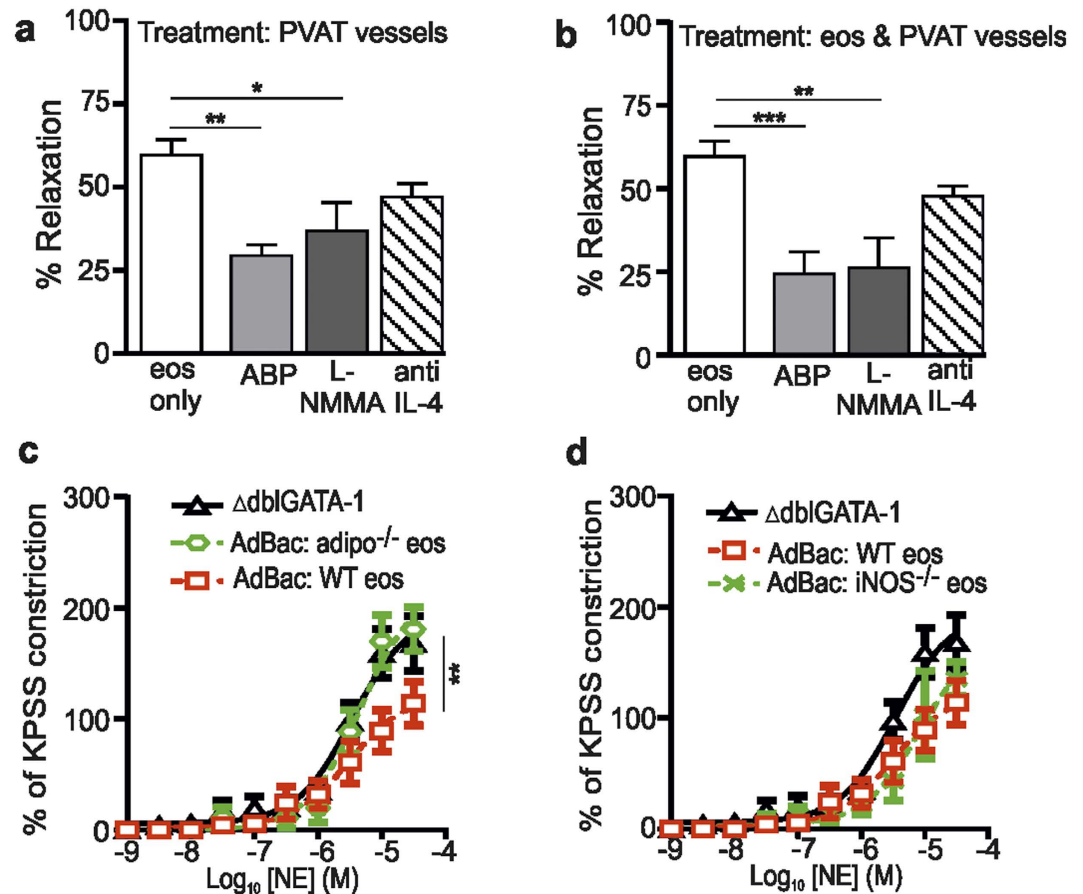 a
Treatment: PVAT vessels
100
75
50
25
0
% Relaxation
*
**
eos only
ABP
L-NMMA
anti IL-4
b
Treatment: eos & PVAT vessels
100
75
50
25
0
% Relaxation
**
***
eos only
ABP
L-NMMA
anti IL-4
c
300
200
100
0
% of KPSS constriction
∆dblGATA-1
AdBac: adipo⁻/⁻ eos
AdBac: WT eos
**
-9 -8 -7 -6 -5 -4
Log₁₀ [NE] (M)
d
300
200
100
0
% of KPSS constriction
∆dblGATA-1
AdBac: WT eos
AdBac: iNOS⁻/⁻ eos
-9 -8 -7 -6 -5 -4
Log₁₀ [NE] (M)